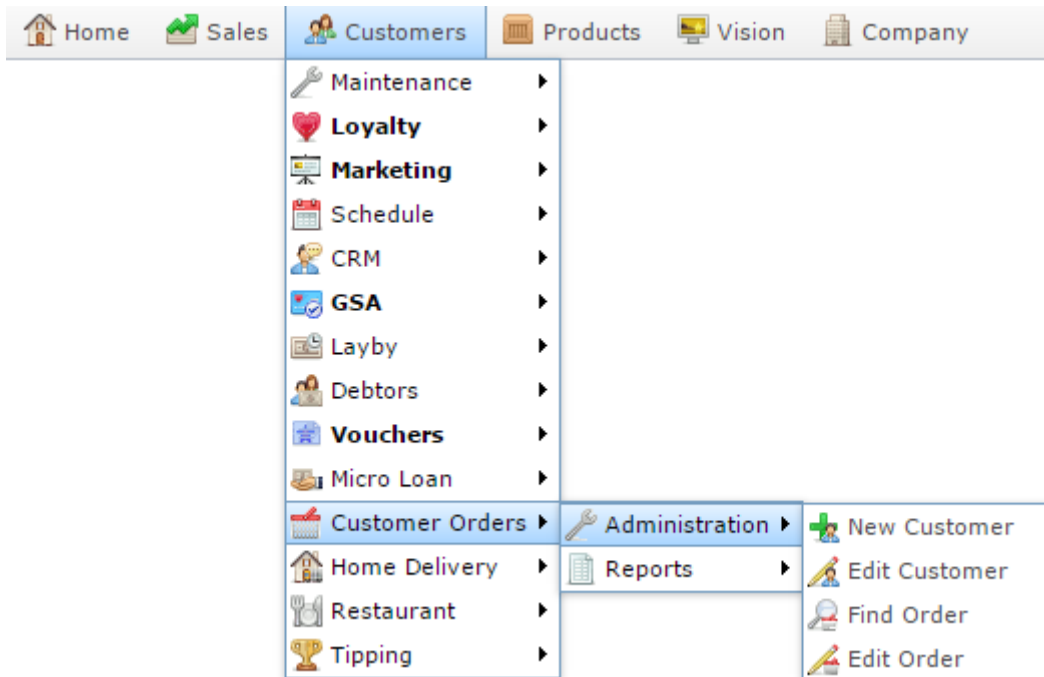 Home Sales Customers Products Vision Company
Maintenance
Loyalty
Marketing
Schedule
CRM
GSA
Layby
Debtors
Vouchers
Micro Loan
Customer Orders Administration New Customer
Home Delivery Reports Edit Customer
Restaurant Find Order
Tipping Edit Order